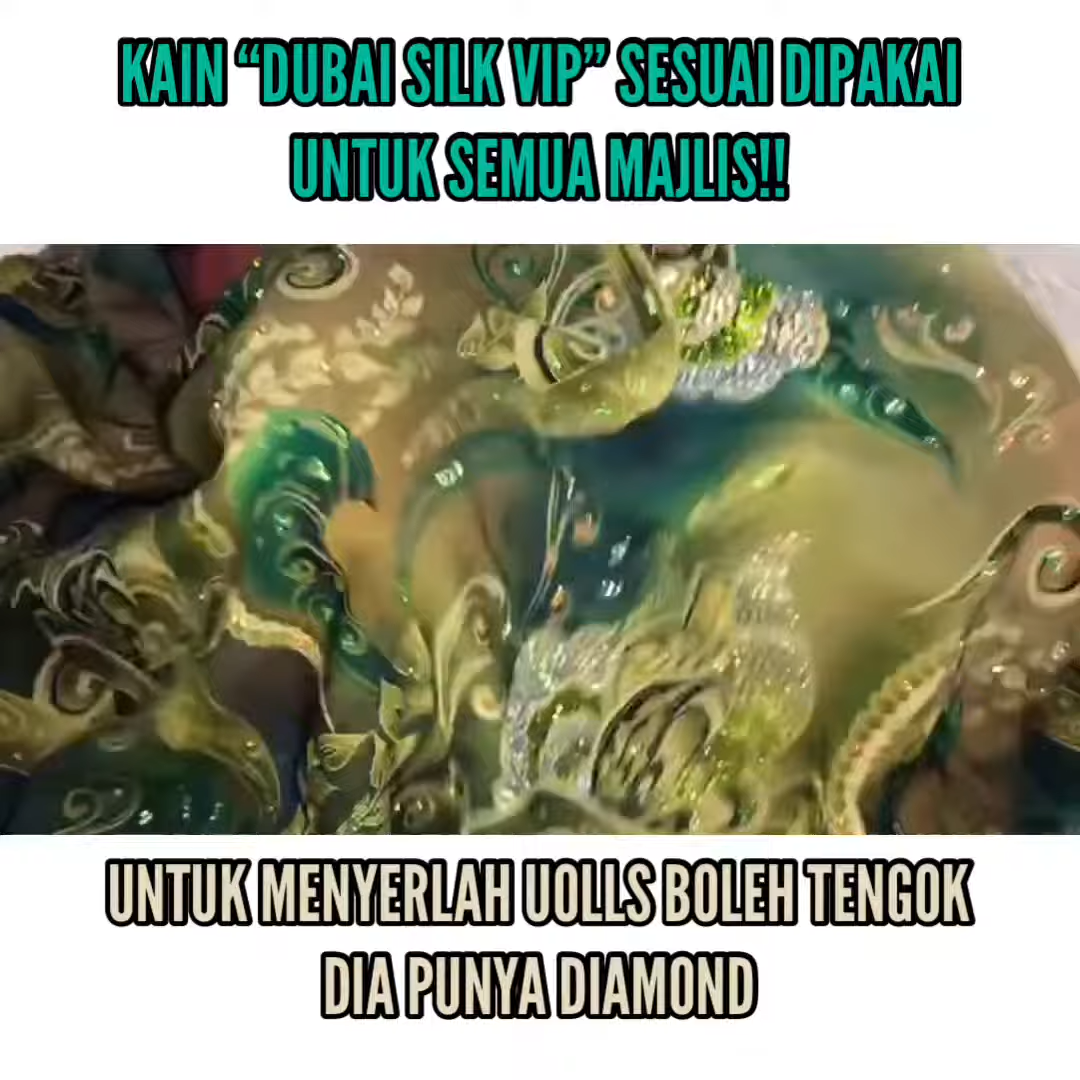 KAIN “DUBAI SILK VIP” SESUAI DIPAKAI
UNTUK SEMUA MAJLIS!!
UNTUK MENYERLAH UOLLS BOLEH TENGOK
DIA PUNYA DIAMOND